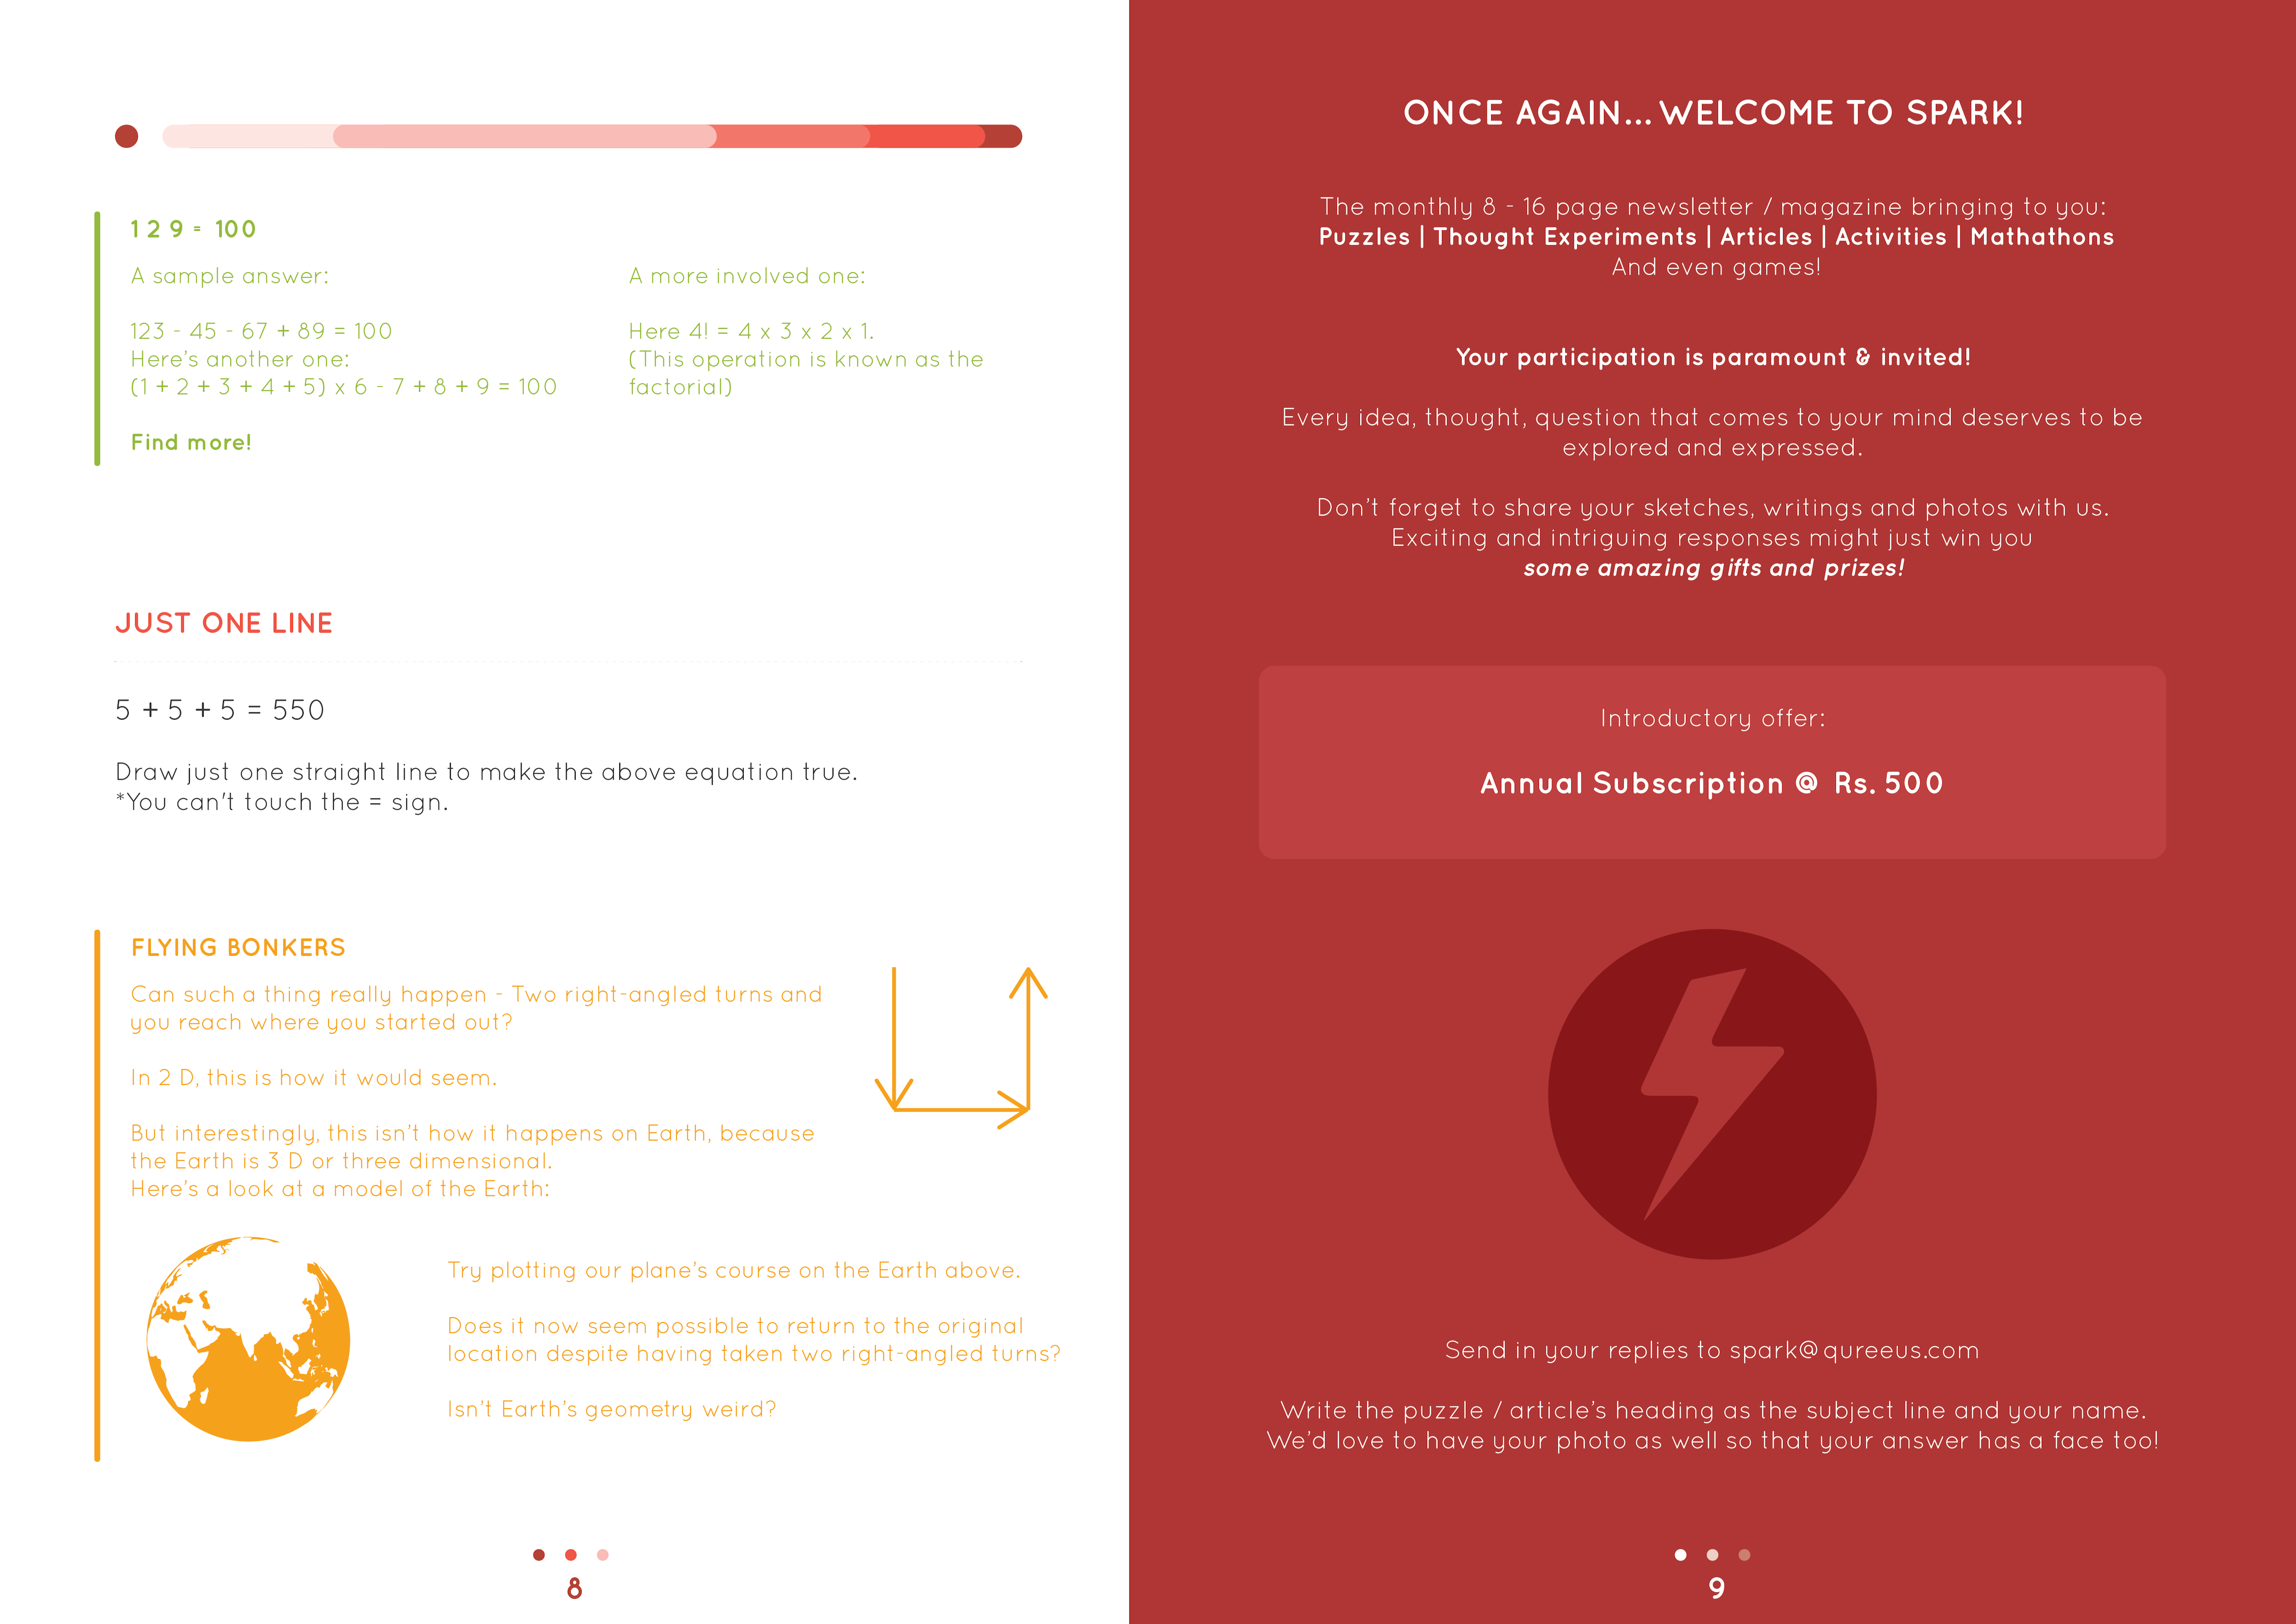 1 2 9 = 100
A sample answer:
123 - 45 - 67 + 89 = 100
Here's another one:
(1 + 2 + 3 + 4 + 5) x 6 - 7 + 8 + 9 = 100
Find more!
A more involved one:
Here 4! = 4 x 3 x 2 x 1.
(This operation is known as the
factorial)
JUST ONE LINE
5 + 5 + 5 = 550
Draw just one straight line to make the above equation true.
*You can't touch the = sign.
FLYING BONKERS
Can such a thing really happen - Two right-angled turns and
you reach where you started out?
In 2 D, this is how it would seem.
But interestingly, this isn't how it happens on Earth, because
the Earth is 3 D or three dimensional.
Here's a look at a model of the Earth:
Try plotting our plane's course on the Earth above.
Does it now seem possible to return to the original
location despite having taken two right-angled turns?
Isn't Earth's geometry weird?
8
ONCE AGAIN... WELCOME TO SPARK!
The monthly 8 - 16 page newsletter / magazine bringing to you:
Puzzles | Thought Experiments | Articles | Activities | Mathathons
And even games!
Your participation is paramount & invited!
Every idea, thought, question that comes to your mind deserves to be
explored and expressed.
Don't forget to share your sketches, writings and photos with us.
Exciting and intriguing responses might just win you
some amazing gifts and prizes!
Introductory offer:
Annual Subscription @ Rs. 500
Send in your replies to spark@qureeus.com
Write the puzzle / article's heading as the subject line and your name.
We'd love to have your photo as well so that your answer has a face too!
9